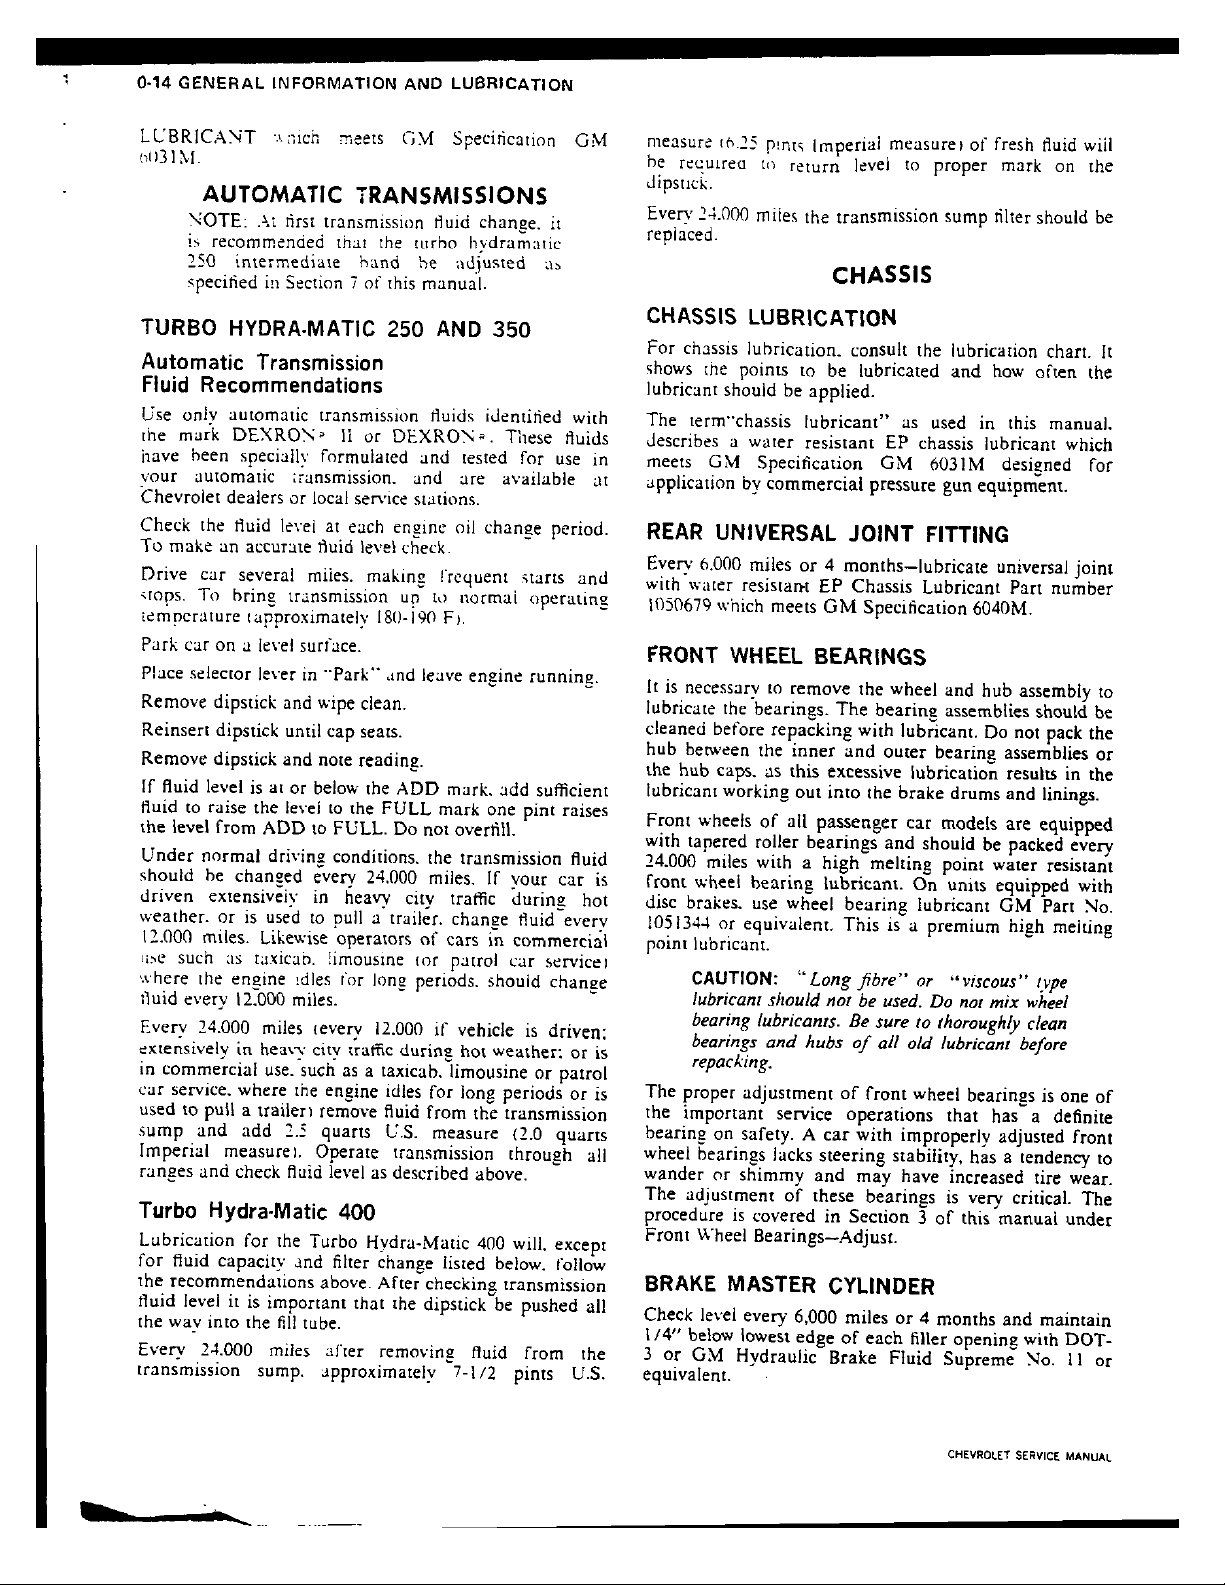 0-14 GENERAL INFORMATION AND LUBRICATION
LUBRICANT which meets GM Specification GM
6031M.
AUTOMATIC TRANSMISSIONS
NOTE: At first transmission fluid change, it
is recommended that the turbo hydramatic
250 intermediate band be adjusted as
specified in Section 7 of this manual.
TURBO HYDRA-MATIC 250 AND 350
Automatic Transmission
Fluid Recommendations
Use only automatic transmission fluids identified with
the mark DEXRON® II or DEXRON®. These fluids
have been specially formulated and tested for use in
your automatic transmission, and are available at
Chevrolet dealers or local service stations.
Check the fluid level at each engine oil change period.
To make an accurate fluid level check.
Drive car several miles, making frequent starts and
stops. To bring transmission up to normal operating
temperature (approximately 180-190 F).
Park car on a level surface.
Place selector lever in "Park" and leave engine running.
Remove dipstick and wipe clean.
Reinsert dipstick until cap seats.
Remove dipstick and note reading.
If fluid level is at or below the ADD mark, add sufficient
fluid to raise the level to the FULL mark one pint raises
the level from ADD to FULL. Do not overfill.
Under normal driving conditions, the transmission fluid
should be changed every 24,000 miles. If your car is
driven extensively in heavy city traffic during hot
weather, or is used to pull a trailer, change fluid every
12,000 miles. Likewise operators of cars in commercial
use such as taxicab, limousine (or patrol car service)
where the engine idles for long periods, should change
fluid every 12,000 miles.
Every 24,000 miles (every 12,000 if vehicle is driven;
extensively in heavy city traffic during hot weather; or is
in commercial use, such as a taxicab, limousine or patrol
car service, where the engine idles for long periods or is
used to pull a trailer) remove fluid from the transmission
sump and add 2.5 quarts U.S. measure (2.0 quarts
Imperial measure). Operate transmission through all
ranges and check fluid level as described above.
Turbo Hydra-Matic 400
Lubrication for the Turbo Hydra-Matic 400 will, except
for fluid capacity and filter change listed below, follow
the recommendations above. After checking transmission
fluid level it is important that the dipstick be pushed all
the way into the fill tube.
Every 24,000 miles after removing fluid from the
transmission sump, approximately 7-1/2 pints U.S.
measure (6.25 pints Imperial measure) of fresh fluid will
be required to return level to proper mark on the
dipstick.
Every 24,000 miles the transmission sump filter should be
replaced.
CHASSIS
CHASSIS LUBRICATION
For chassis lubrication, consult the lubrication chart. It
shows the points to be lubricated and how often the
lubricant should be applied.
The term"chassis lubricant" as used in this manual,
describes a water resistant EP chassis lubricant which
meets GM Specification GM 6031M designed for
application by commercial pressure gun equipment.
REAR UNIVERSAL JOINT FITTING
Every 6,000 miles or 4 months—lubricate universal joint
with water resistant EP Chassis Lubricant Part number
1050679 which meets GM Specification 6040M.
FRONT WHEEL BEARINGS
It is necessary to remove the wheel and hub assembly to
lubricate the bearings. The bearing assemblies should be
cleaned before repacking with lubricant. Do not pack the
hub between the inner and outer bearing assemblies or
the hub caps, as this excessive lubrication results in the
lubricant working out into the brake drums and linings.
Front wheels of all passenger car models are equipped
with tapered roller bearings and should be packed every
24,000 miles with a high melting point water resistant
front wheel bearing lubricant. On units equipped with
disc brakes, use wheel bearing lubricant GM Part No.
1051344 or equivalent. This is a premium high melting
point lubricant.
CAUTION: "Long fibre" or "viscous" type
lubricant should not be used. Do not mix wheel
bearing lubricants. Be sure to thoroughly clean
bearings and hubs of all old lubricant before
repacking.
The proper adjustment of front wheel bearings is one of
the important service operations that has a definite
bearing on safety. A car with improperly adjusted front
wheel bearings lacks steering stability, has a tendency to
wander or shimmy and may have increased tire wear.
The adjustment of these bearings is very critical. The
procedure is covered in Section 3 of this manual under
Front Wheel Bearings—Adjust.
BRAKE MASTER CYLINDER
Check level every 6,000 miles or 4 months and maintain
1/4" below lowest edge of each filler opening with DOT-
3 or GM Hydraulic Brake Fluid Supreme No. 11 or
equivalent.
CHEVROLET SERVICE MANUAL